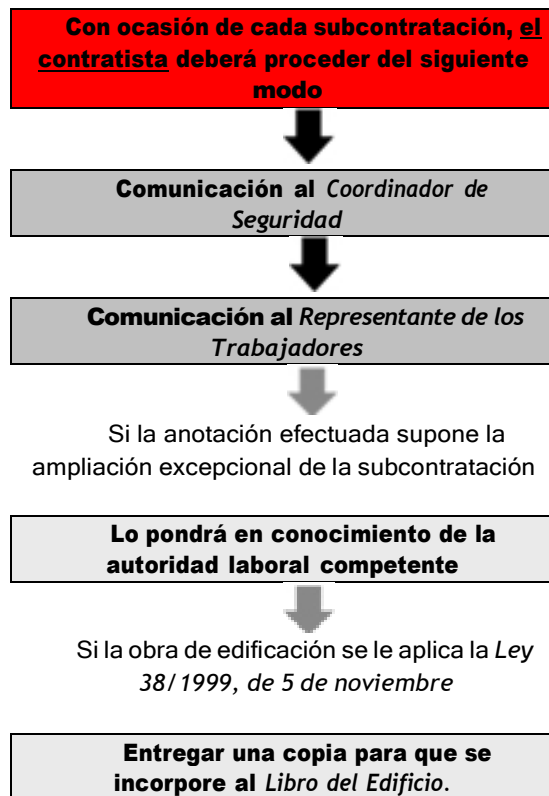 Con ocasión de cada subcontratación, el
contratista deberá proceder del siguiente
modo
Comunicación al Coordinador de
Seguridad
Comunicación al Representante de los
Trabajadores
Si la anotación efectuada supone la
ampliación excepcional de la subcontratación
Lo pondrá en conocimiento de la
autoridad laboral competente
Si la obra de edificación se le aplica la Ley
38/1999, de 5 de noviembre
Entregar una copia para que se
incorpore al Libro del Edificio.